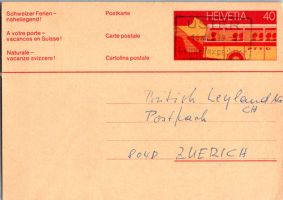 Schweizer Ferien –
naheliegend!
A votre porte –
vacances en Suisse!
Naturale –
vacanze svizzere!
Postkarte
Carte postale
Cartolina postale
HELVETIA 40
British Leyland
CH
Postfach
8048 ZUERICH